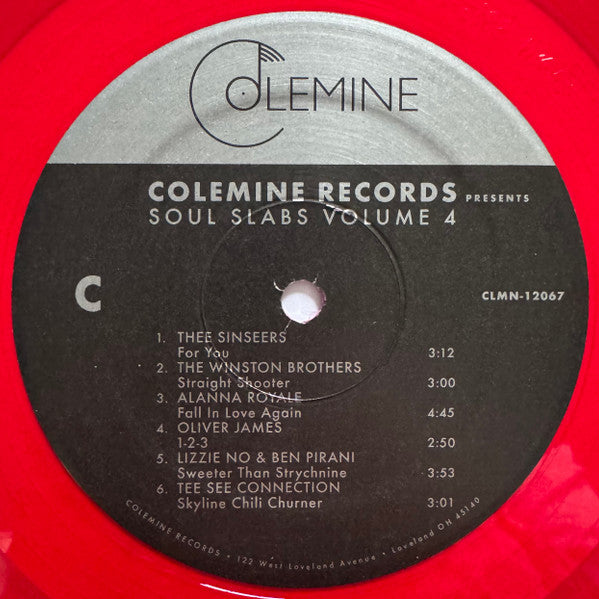 COLEMINE
COLEMINE RECORDS PRESENTS
SOUL SLABS VOLUME 4
C
CLMN-12067
1. THEE SINSEERS
For You 3:12
2. THE WINSTON BROTHERS
Straight Shooter 3:00
3. ALANNA ROYALE
Fall In Love Again 4:45
4. OLIVER JAMES
1-2-3 2:50
5. LIZZIE NO & BEN PIRANI
Sweeter Than Strychnine 3:53
6. TEE SEE CONNECTION
Skyline Chili Churner 3:01
COLEMINE RECORDS • 122 West Loveland Avenue • Loveland OH 45140